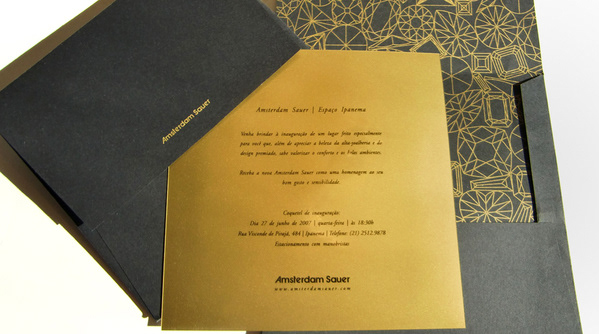 Amsterdam Sauer
Amsterdam Sauer | Espaço Ipanema
Venha brindar à inauguração de um lugar feito especialmente
para você que, além de apreciar a beleza da alta-joalheria e do
design premiado, sabe valorizar o conforto e os belos ambientes.
Receba a nova Amsterdam Sauer como uma homenagem ao seu
bom gosto e sensibilidade.
Coquetel de inauguração:
Dia 27 de junho de 2007 | quarta-feira | às 18:30h
Rua Visconde de Pirajá, 484 | Ipanema | Telefone: (21) 2512.9878
Estacionamento com manobristas
Amsterdam Sauer
www.amsterdamsauer.com